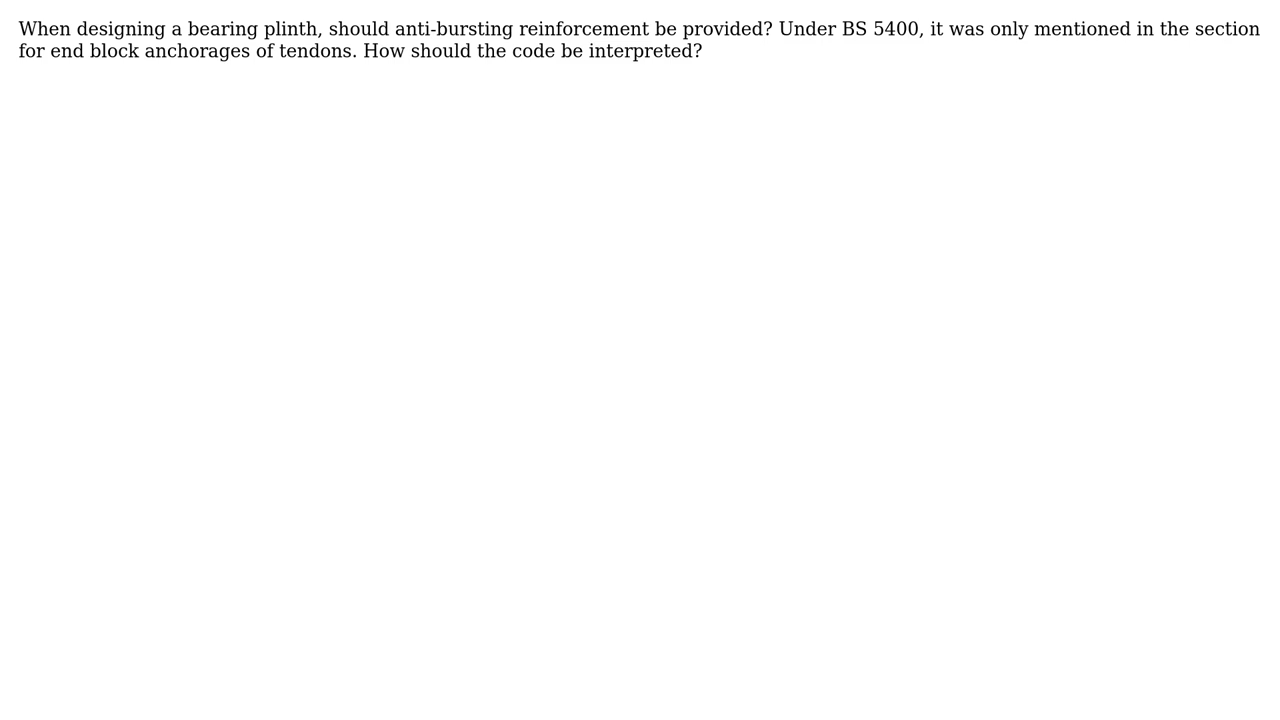 When designing a bearing plinth, should anti-bursting reinforcement be provided? Under BS 5400, it was only mentioned in the section
for end block anchorages of tendons. How should the code be interpreted?